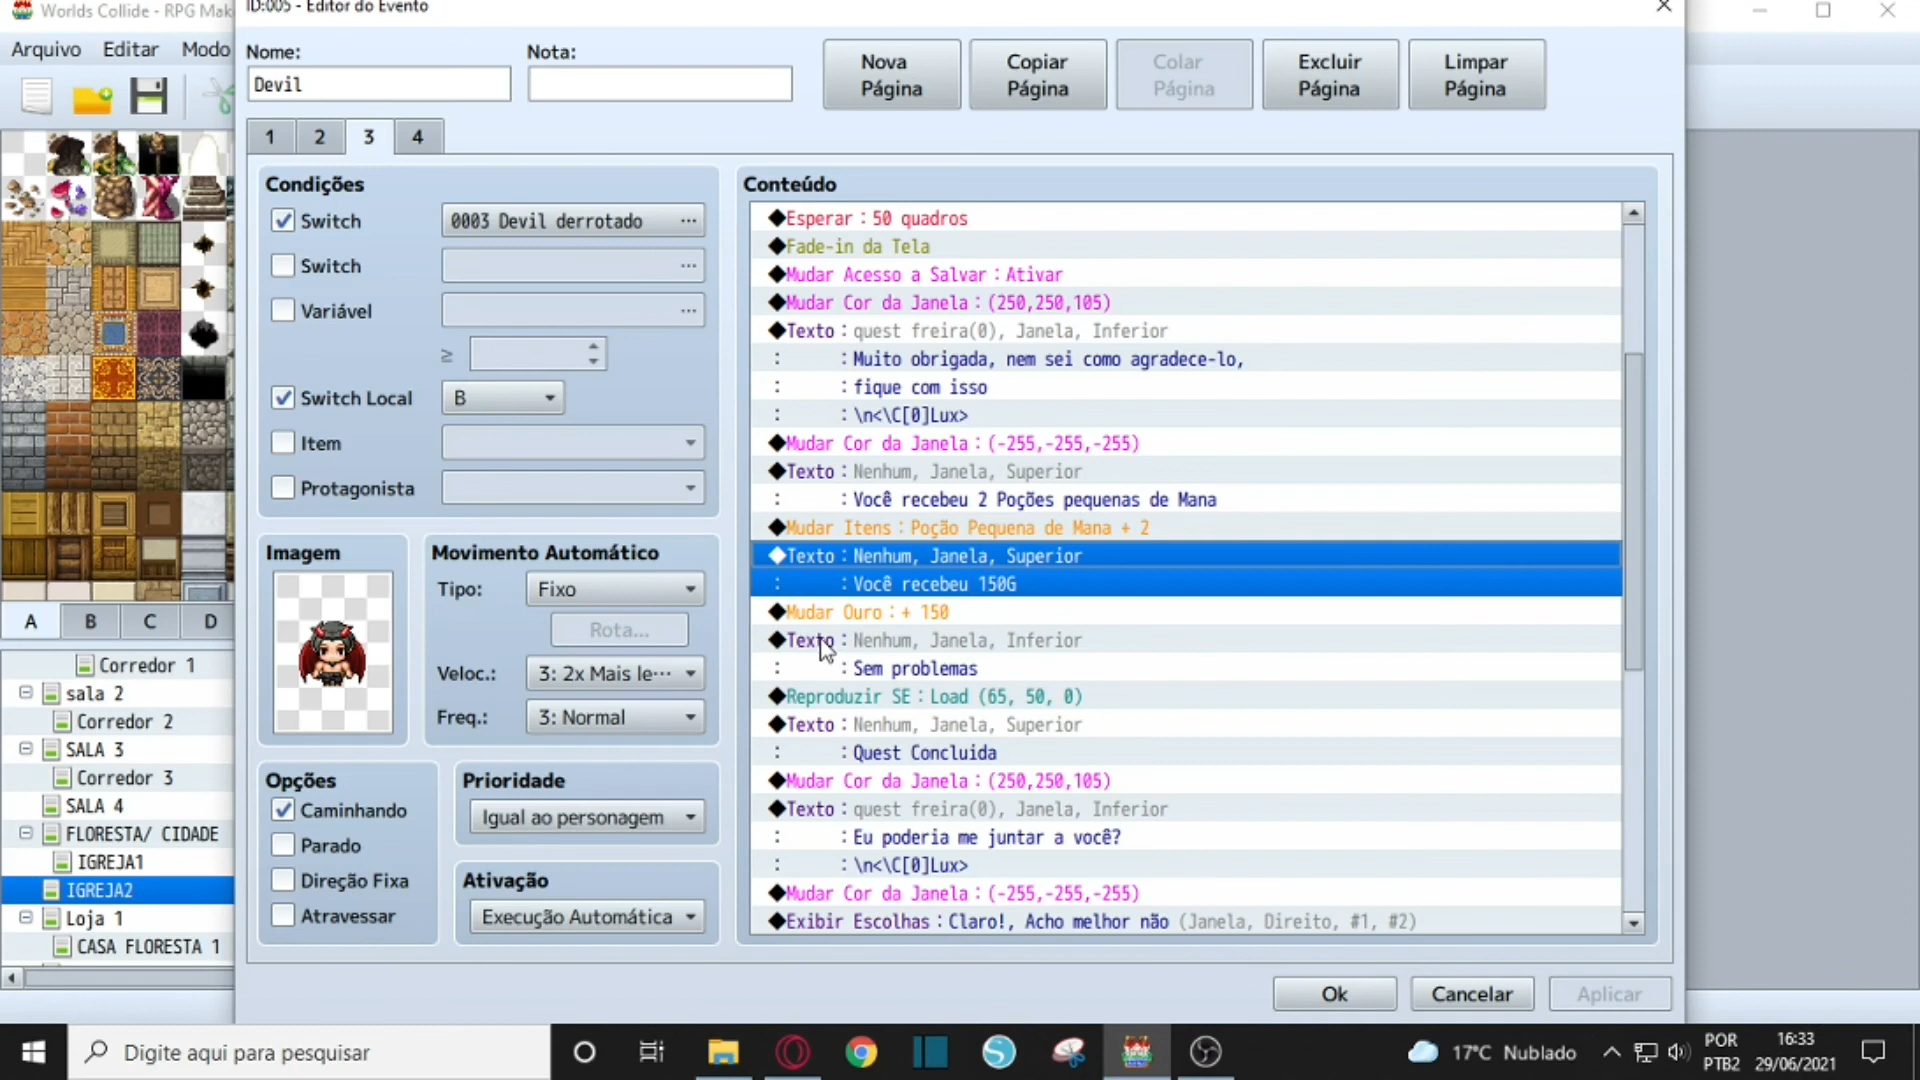 Worlds Collide - RPG Mak
ID:005 - Editor do Evento
Arquivo Editar Modo
Nome:
Nota:
Devil
Nova Página
Copiar Página
Colar Página
Excluir Página
Limpar Página
1 2 3 4
Condições
Switch 0003 Devil derrotado ...
Switch ...
Variável ...
≥
Switch Local B
Item
Protagonista
Imagem
Movimento Automático
Tipo: Fixo
Rota...
Veloc.: 3: 2x Mais le...
Freq.: 3: Normal
Opções
Caminhando
Parado
Direção Fixa
Atravessar
Prioridade
Igual ao personagem
Ativação
Execução Automática
Conteúdo
◆Esperar:50 quadros
◆Fade-in da Tela
◆Mudar Acesso a Salvar:Ativar
◆Mudar Cor da Janela:(250,250,105)
◆Texto:quest freira(0), Janela, Inferior
: :Muito obrigada, nem sei como agradece-lo,
: :fique com isso
: :\n<\C[0]Lux>
◆Mudar Cor da Janela:(-255,-255,-255)
◆Texto:Nenhum, Janela, Superior
: :Você recebeu 2 Poções pequenas de Mana
◆Mudar Itens:Poção Pequena de Mana + 2
◆Texto:Nenhum, Janela, Superior
: :Você recebeu 150G
◆Mudar Ouro:+ 150
◆Texto:Nenhum, Janela, Inferior
: :Sem problemas
◆Reproduzir SE:Load (65, 50, 0)
◆Texto:Nenhum, Janela, Superior
: :Quest Concluida
◆Mudar Cor da Janela:(250,250,105)
◆Texto:quest freira(0), Janela, Inferior
: :Eu poderia me juntar a você?
: :\n<\C[0]Lux>
◆Mudar Cor da Janela:(-255,-255,-255)
◆Exibir Escolhas:Claro!, Acho melhor não (Janela, Direito, #1, #2)
A B C D
Corredor 1
sala 2
Corredor 2
SALA 3
Corredor 3
SALA 4
FLORESTA/ CIDADE
IGREJA1
IGREJA2
Loja 1
CASA FLORESTA 1
Ok
Cancelar
Aplicar
Digite aqui para pesquisar
17°C Nublado
POR
PTB2
16:33
29/06/2021